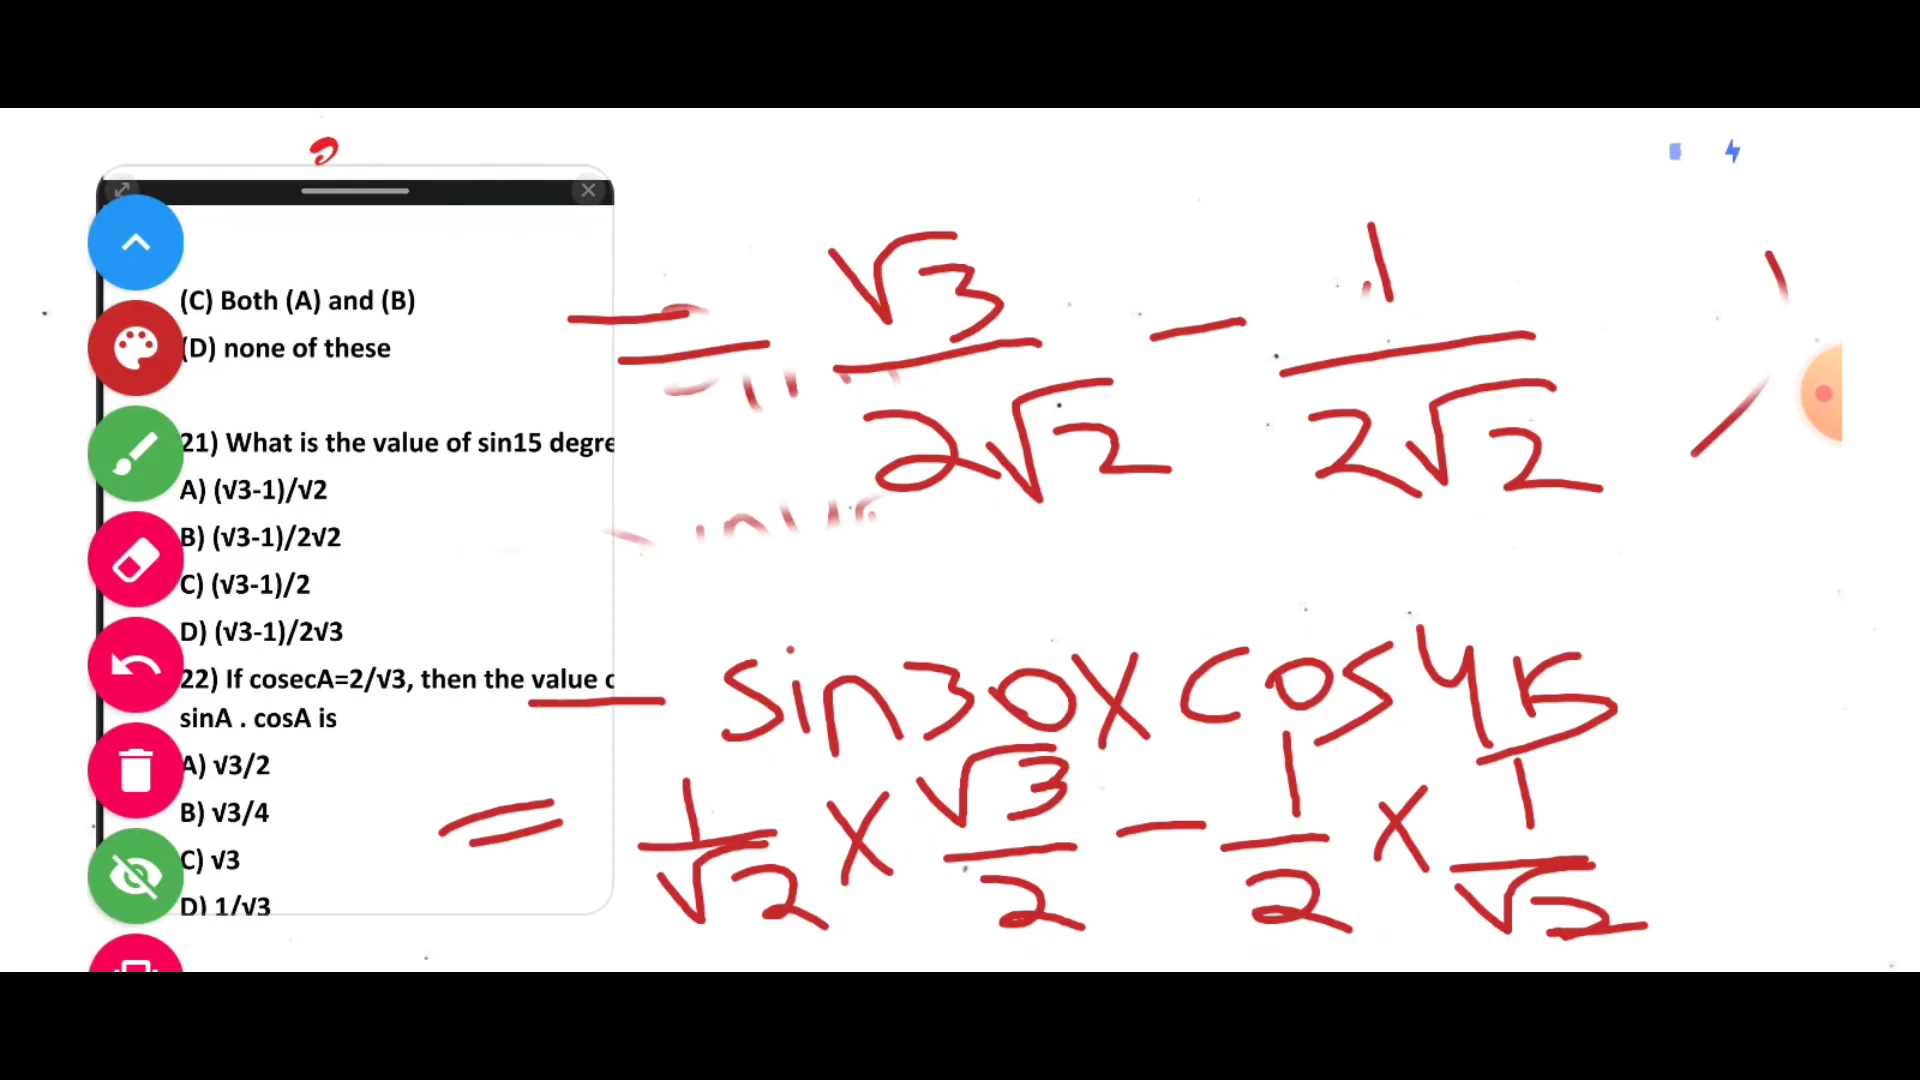 (C) Both (A) and (B)
(D) none of these
21) What is the value of sin15 degre
A) (√3-1)/√2
B) (√3-1)/2√2
C) (√3-1)/2
D) (√3-1)/2√3
22) If cosecA=2/√3, then the value
sinA . cosA is
A) √3/2
B) √3/4
C) √3
D) 1/√3
= √3/2√2 - 1/2√2
- sin30 x cos45
= 1/√2 x √3/2 - 1/2 x 1/√2